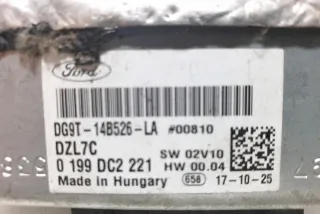 Ford
DG9T-14B526-LA #00810
DZL7C SW 02V10
0 199 DC2 221 HW 00.04
Made in Hungary 658 17-10-25